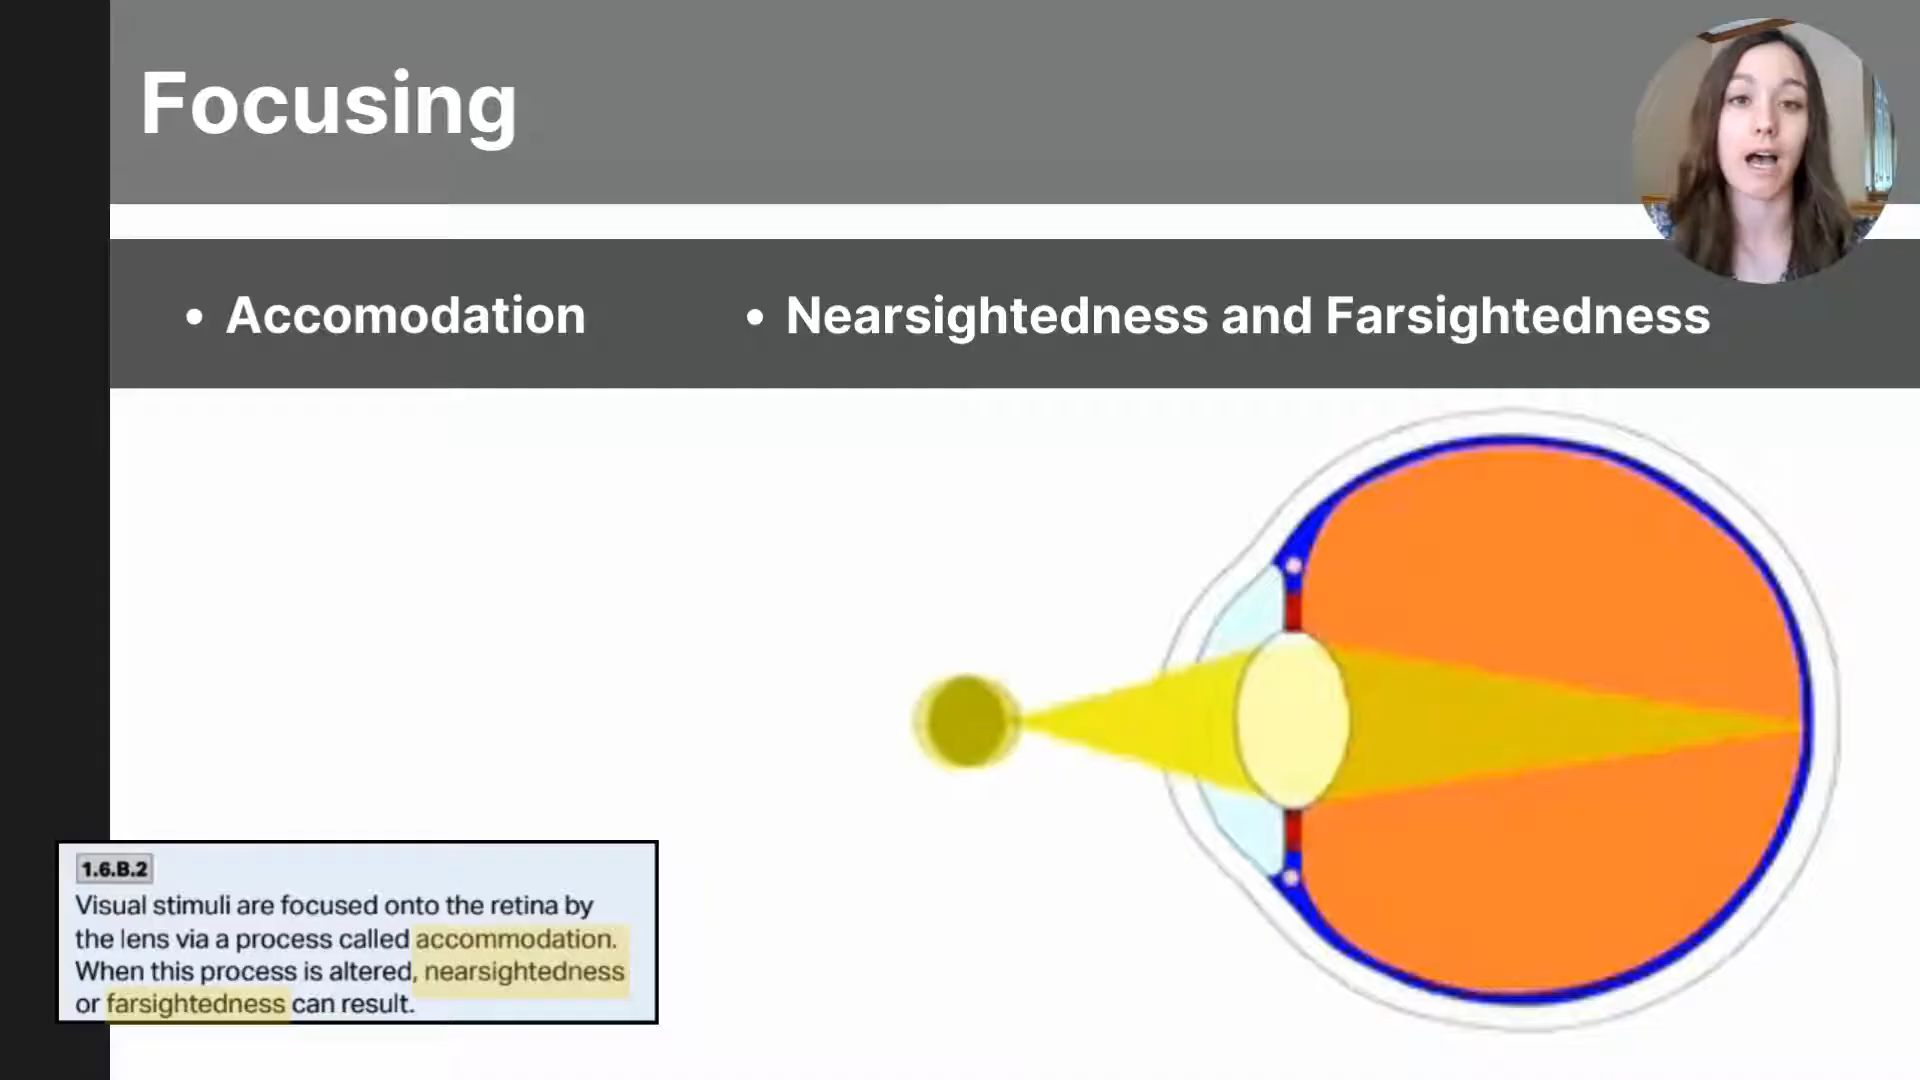 Focusing
• Accomodation
• Nearsightedness and Farsightedness
1.6.B.2
Visual stimuli are focused onto the retina by
the lens via a process called accommodation.
When this process is altered, nearsightedness
or farsightedness can result.